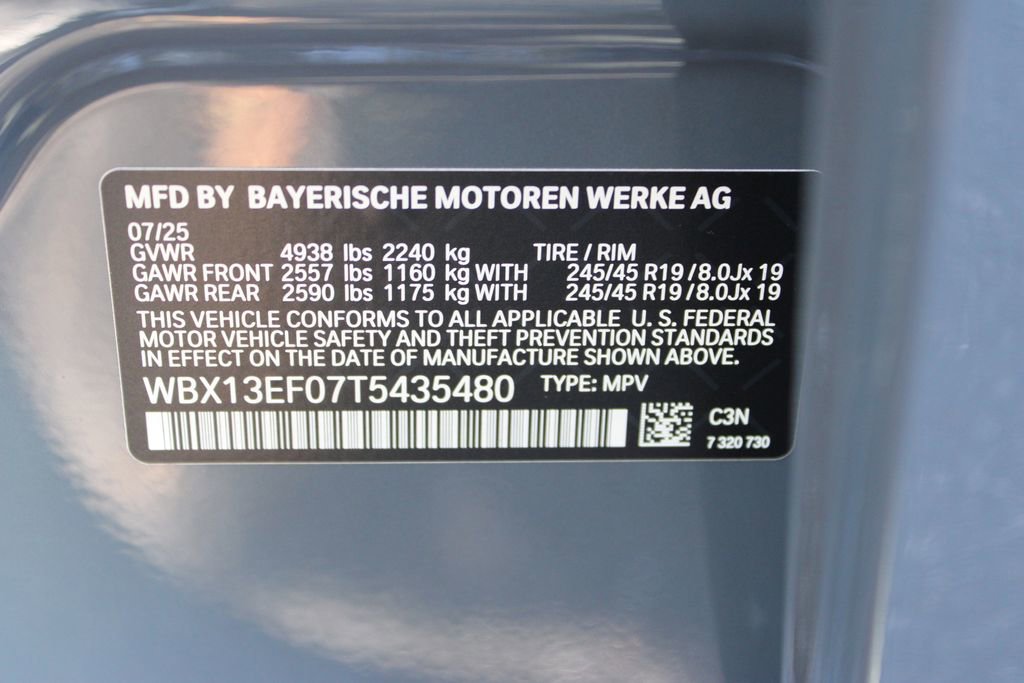 MFD BY BAYERISCHE MOTOREN WERKE AG
07/25
GVWR 4938 lbs 2240 kg TIRE / RIM
GAWR FRONT 2557 lbs 1160 kg WITH 245/45 R19 / 8.0Jx 19
GAWR REAR 2590 lbs 1175 kg WITH 245/45 R19 / 8.0Jx 19
THIS VEHICLE CONFORMS TO ALL APPLICABLE U. S. FEDERAL
MOTOR VEHICLE SAFETY AND THEFT PREVENTION STANDARDS
IN EFFECT ON THE DATE OF MANUFACTURE SHOWN ABOVE.
WBX13EF07T5435480 TYPE: MPV
C3N
7 320 730